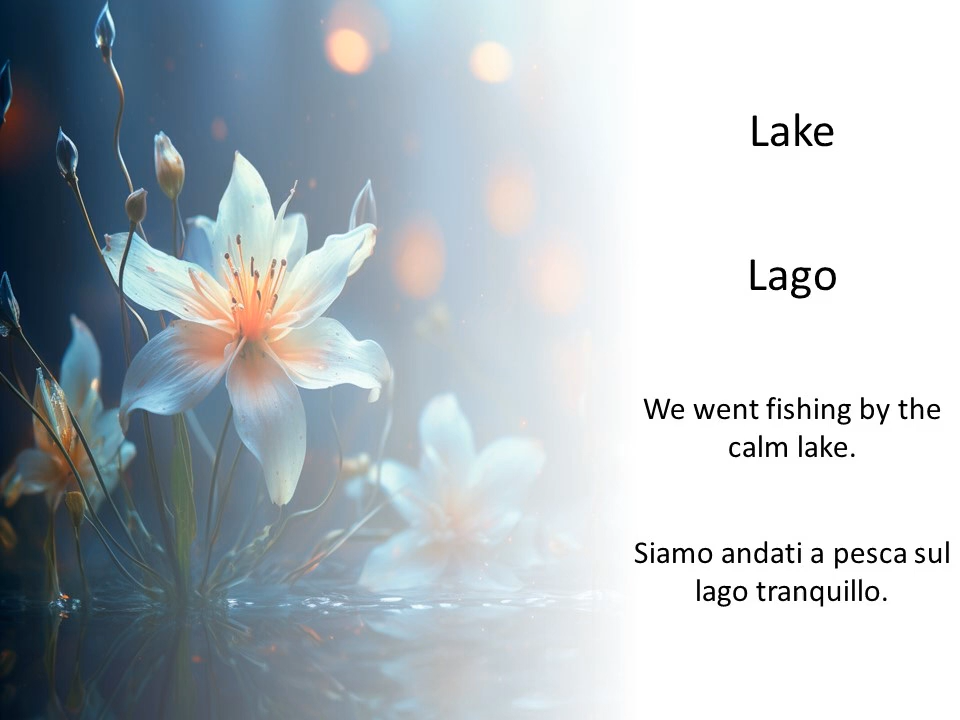 Lake
Lago
We went fishing by the
calm lake.
Siamo andati a pesca sul
lago tranquillo.